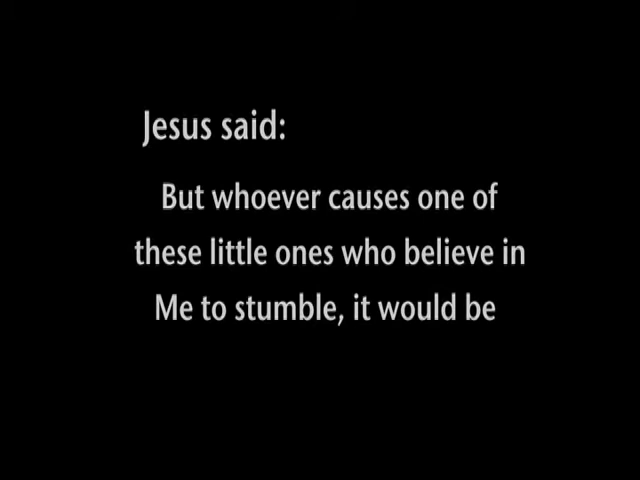 Jesus said:
But whoever causes one of
these little ones who believe in
Me to stumble, it would be